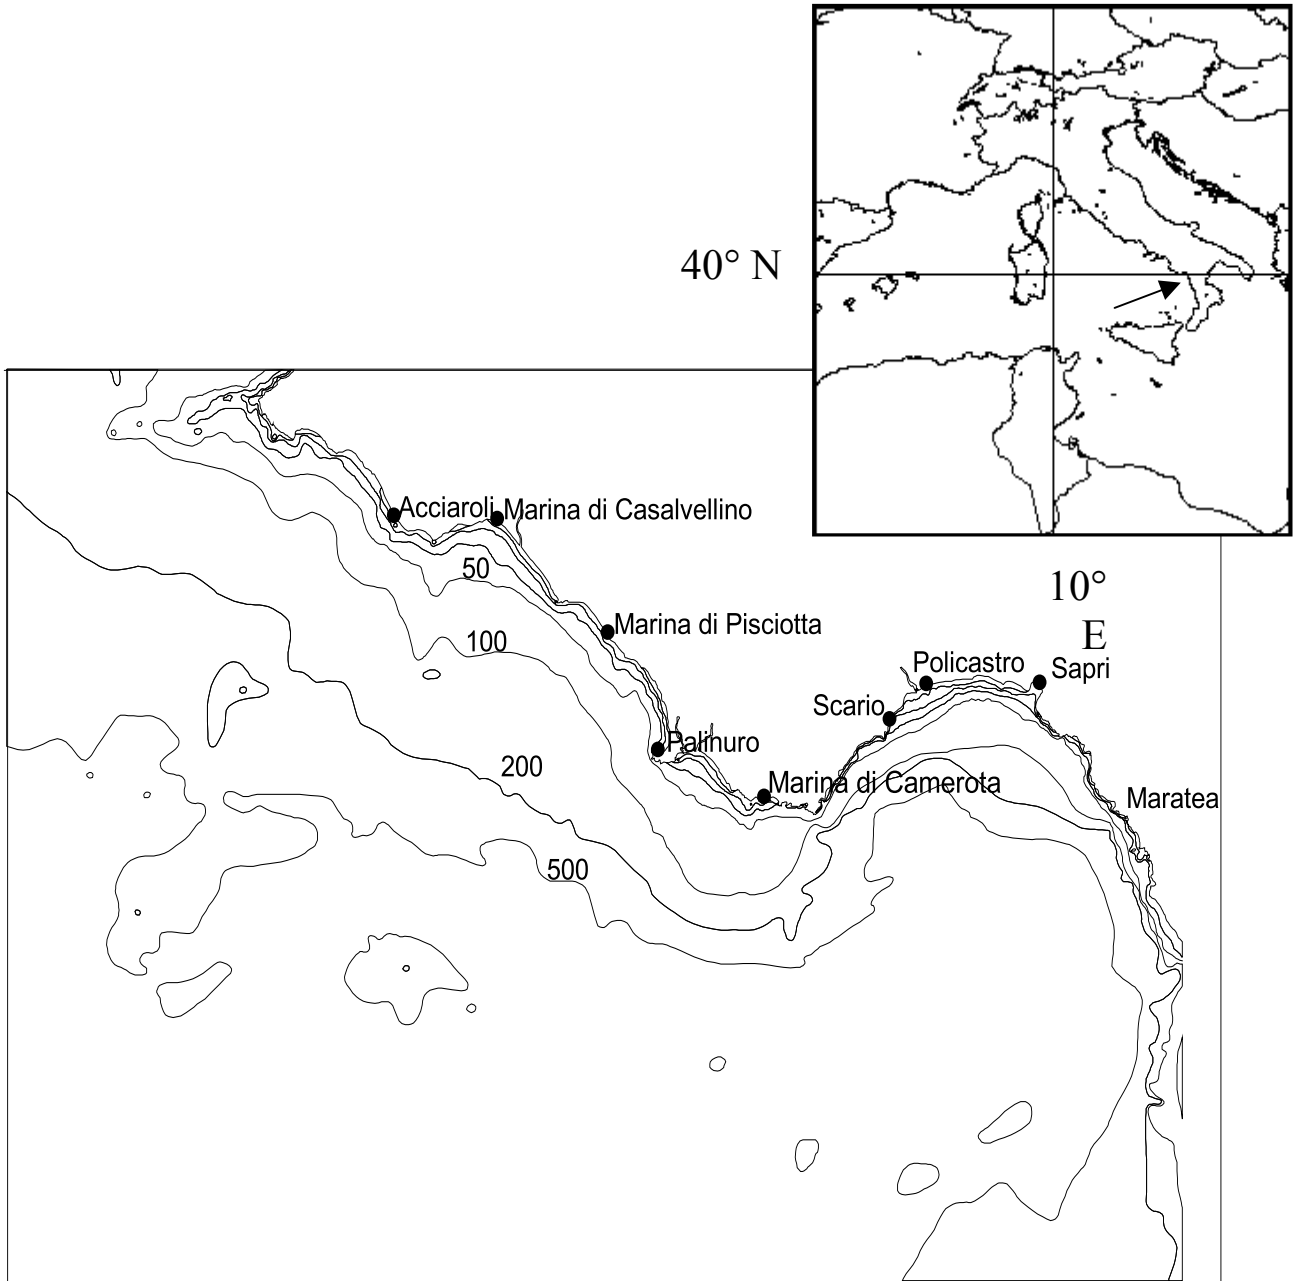 40° N
Acciaroli
Marina di Casalvellino
50
10°
E
Marina di Pisciotta
100
Policastro
Sapri
Scario
Palinuro
200
Marina di Camerota
Maratea
500